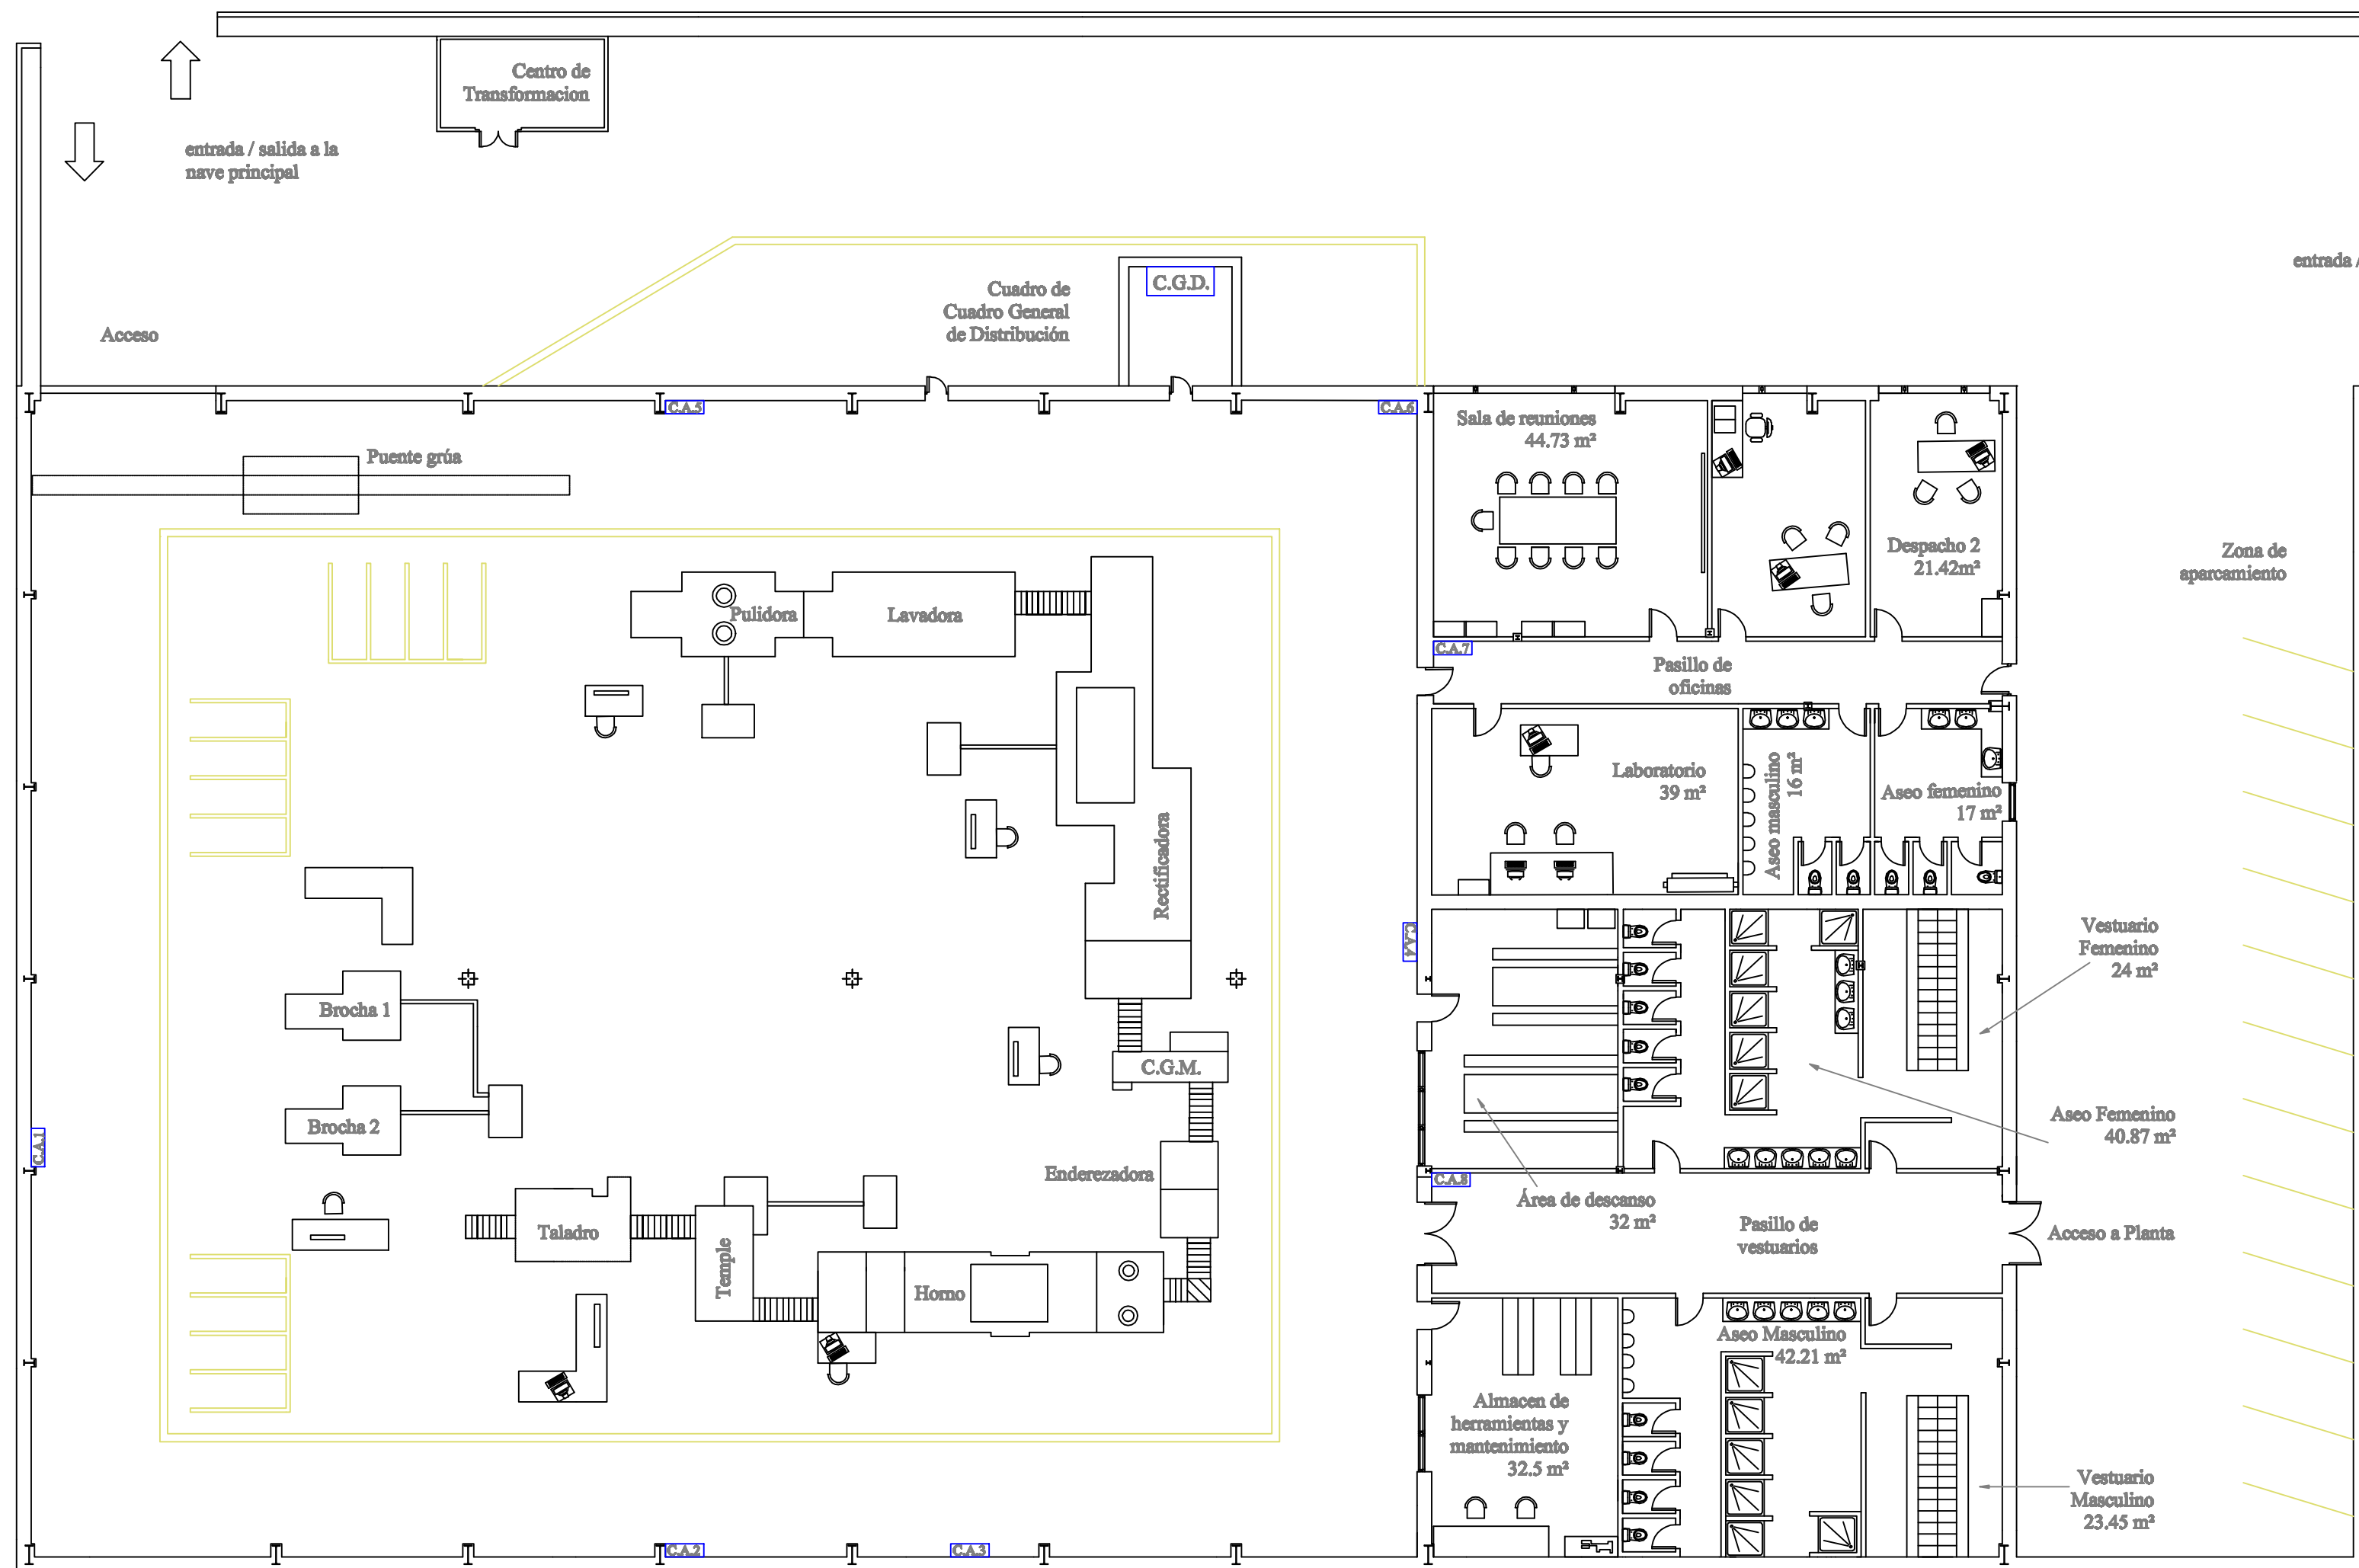 Centro de
Transformacion
entrada / salida a la
nave principal
entrada /
Cuadro de
Cuadro General
de Distribución
C.G.D.
Acceso
C.A.5
C.A.6
Sala de reuniones
44.73 m²
Puente grúa
Despacho 2
21.42m²
Zona de
aparcamiento
Pulidora
Lavadora
C.A.7
Pasillo de
oficinas
Laboratorio
39 m²
Aseo masculino
16 m²
Aseo femenino
17 m²
Rectificadora
C.A.4
Vestuario
Femenino
24 m²
Brocha 1
C.G.M.
Brocha 2
C.A.1
Aseo Femenino
40.87 m²
Enderezadora
C.A.8
Área de descanso
32 m²
Pasillo de
vestuarios
Acceso a Planta
Taladro
Temple
Horno
Aseo Masculino
42.21 m²
Almacen de
herramientas y
mantenimiento
32.5 m²
Vestuario
Masculino
23.45 m²
C.A.2
C.A.3